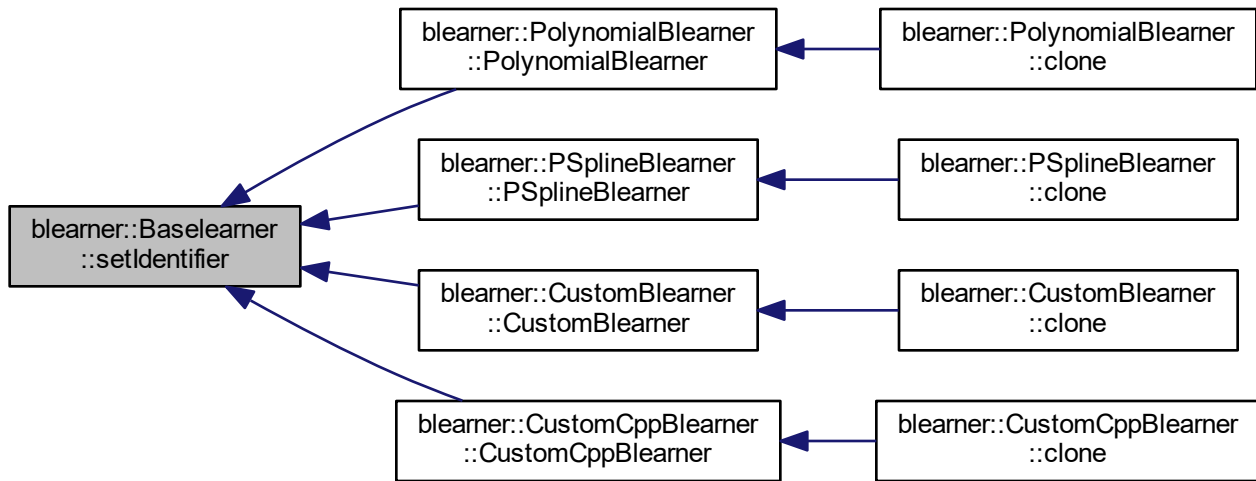 blearner::PolynomialBlearner
::PolynomialBlearner
blearner::PolynomialBlearner
::clone
blearner::PSplineBlearner
::PSplineBlearner
blearner::PSplineBlearner
::clone
blearner::Baselearner
::setIdentifier
blearner::CustomBlearner
::CustomBlearner
blearner::CustomBlearner
::clone
blearner::CustomCppBlearner
::CustomCppBlearner
blearner::CustomCppBlearner
::clone